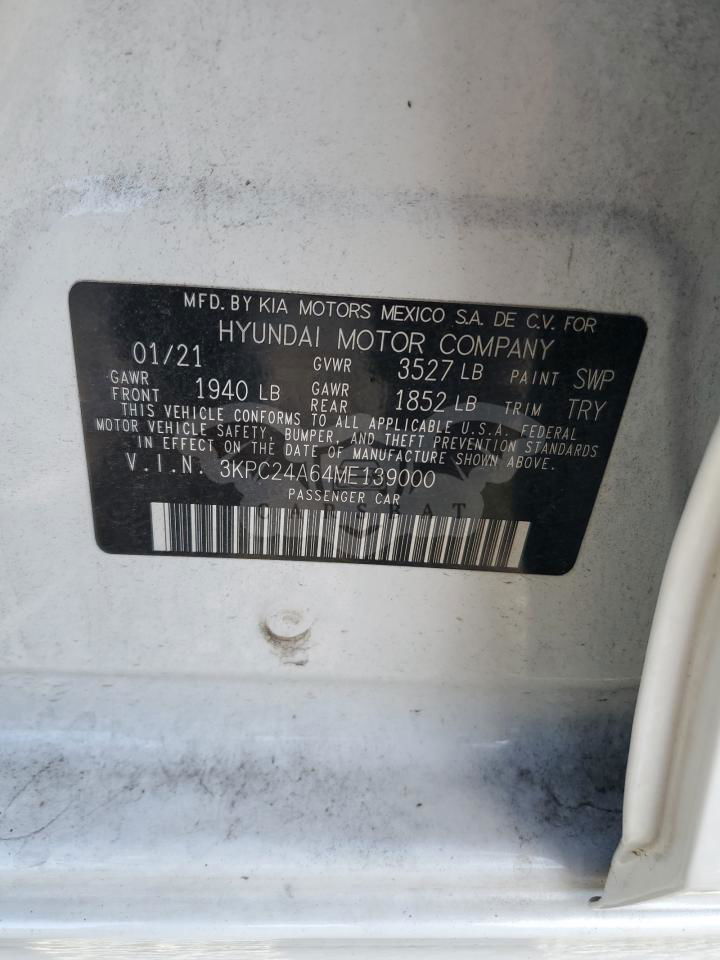 MFD. BY KIA MOTORS MEXICO S.A. DE C.V. FOR
HYUNDAI MOTOR COMPANY
01/21 GVWR 3527 LB PAINT SWP
GAWR FRONT 1940 LB GAWR REAR 1852 LB TRIM TRY
THIS VEHICLE CONFORMS TO ALL APPLICABLE U.S.A. FEDERAL
MOTOR VEHICLE SAFETY, BUMPER, AND THEFT PREVENTION STANDARDS
IN EFFECT ON THE DATE OF MANUFACTURE SHOWN ABOVE.
V.I.N. 3KPC24A64ME139000
PASSENGER CAR
CARSBAT